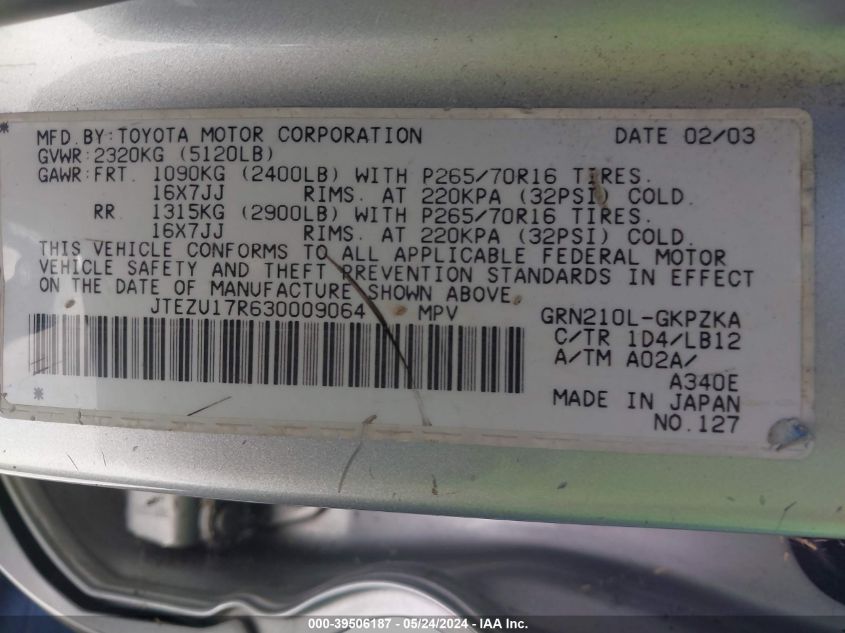 MFD.BY:TOYOTA MOTOR CORPORATION DATE 02/03
GVWR:2320KG (5120LB)
GAWR:FRT. 1090KG (2400LB) WITH P265/70R16 TIRES.
16X7JJ RIMS. AT 220KPA (32PSI) COLD.
RR. 1315KG (2900LB) WITH P265/70R16 TIRES.
16X7JJ RIMS. AT 220KPA (32PSI) COLD.
THIS VEHICLE CONFORMS TO ALL APPLICABLE FEDERAL MOTOR
VEHICLE SAFETY AND THEFT PREVENTION STANDARDS IN EFFECT
ON THE DATE OF MANUFACTURE SHOWN ABOVE.
JTEZU17R630009064 MPV GRN210L-GKPZKA
C/TR 1D4/LB12
A/TM A02A/
A340E
MADE IN JAPAN
NO.127
000-39506187 - 05/24/2024 - © IAA Inc.